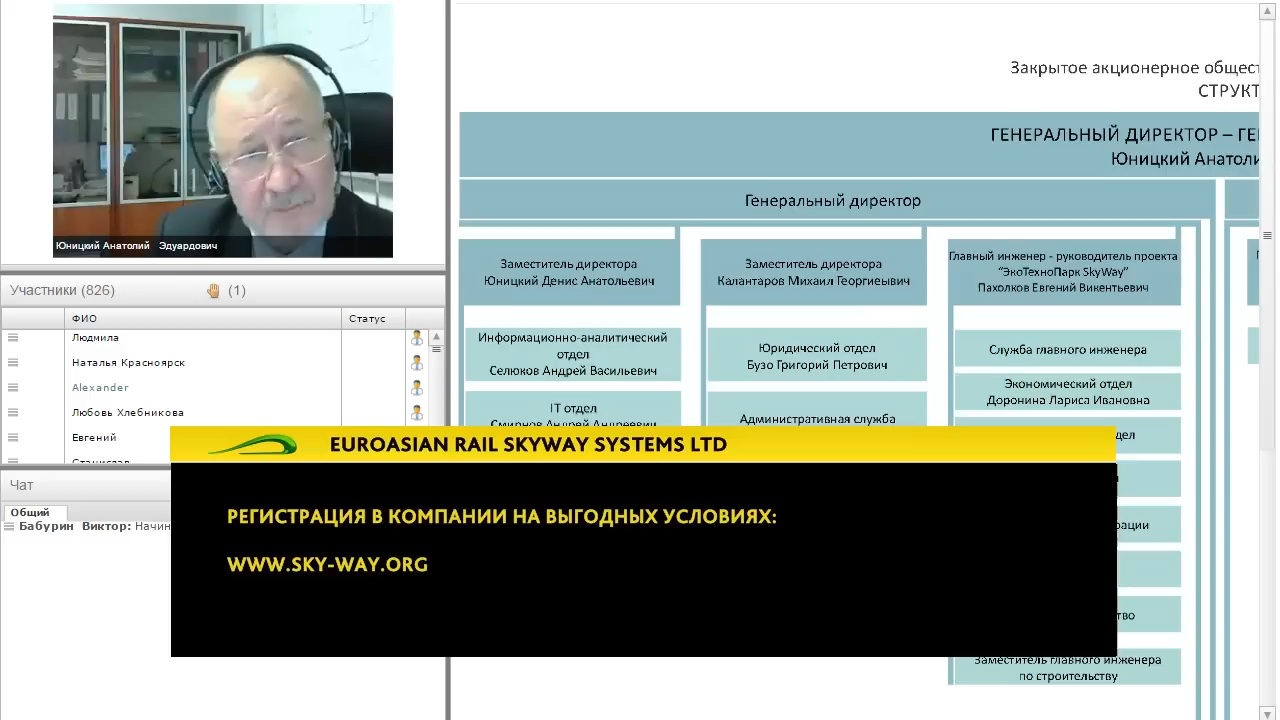 Юницкий Анатолий Эдуардович
Участники (826)
(1)
ФИО
Статус
Людмила
Наталья Красноярск
Alexander
Любовь Хлебникова
Евгений
Станислав
Чат
Общий
Бабурин Виктор:
Закрытое акционерное
ГЕНЕРАЛЬНЫЙ ДИРЕКТОР –
Юницкий
Генеральный директор
Заместитель директора
Юницкий Денис Анатольевич
Информационно-аналитический
отдел
Селюков Андрей Васильевич
IT отдел
Смирнов Андрей Андреевич
Заместитель директора
Калантаров Михаил Георгиевич
Юридический отдел
Бузо Григорий Петрович
Административная служба
Главный инженер - руководитель проекта
“ЭкоТехноПарк SkyWay”
Пахолков Евгений Викентьевич
Служба главного инженера
Экономический отдел
Доронина Лариса Ивановна
Заместитель главного инженера
по строительству
EUROASIAN RAIL SKYWAY SYSTEMS LTD
РЕГИСТРАЦИЯ В КОМПАНИИ НА ВЫГОДНЫХ УСЛОВИЯХ:
WWW.SKY-WAY.ORG